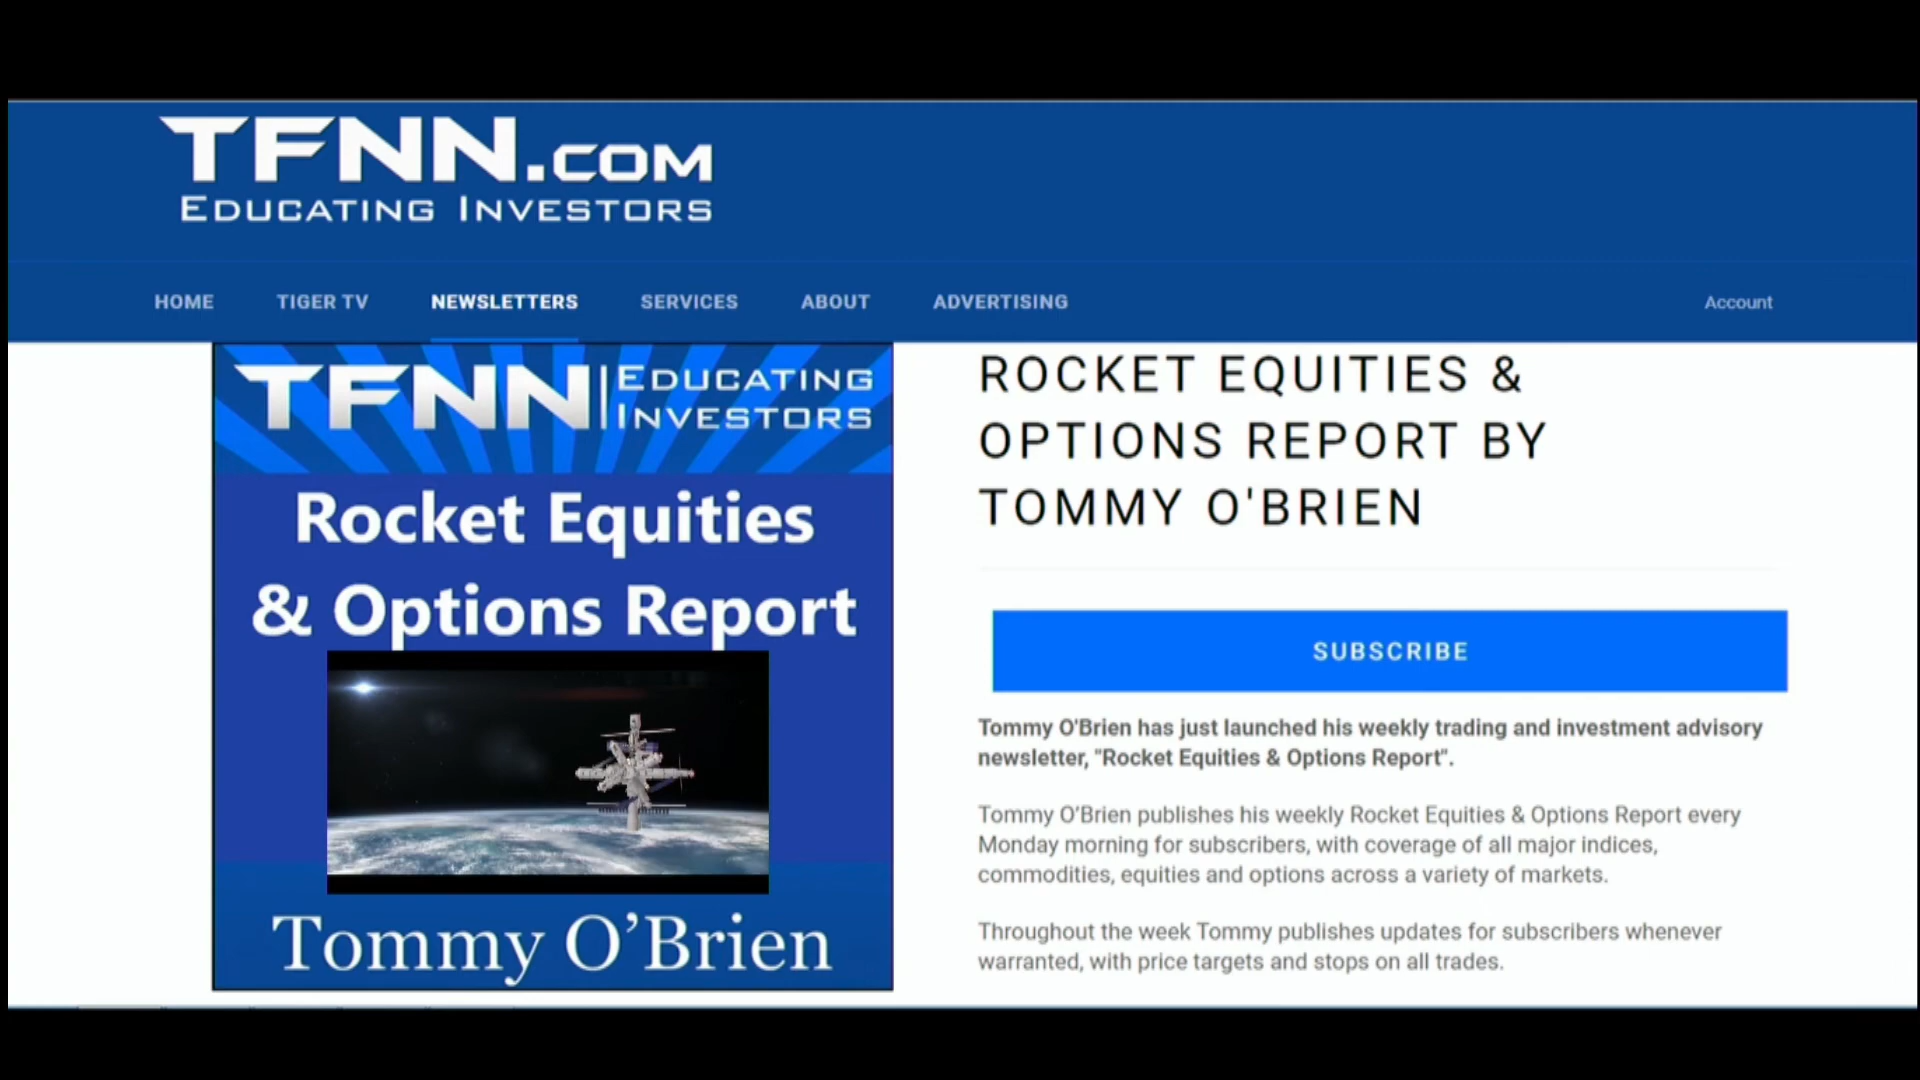 TFNN.COM
EDUCATING INVESTORS
HOME TIGER TV NEWSLETTERS SERVICES ABOUT ADVERTISING Account
TFNN EDUCATING
INVESTORS
Rocket Equities
& Options Report
Tommy O’Brien
ROCKET EQUITIES &
OPTIONS REPORT BY
TOMMY O'BRIEN
SUBSCRIBE
Tommy O'Brien has just launched his weekly trading and investment advisory
newsletter, "Rocket Equities & Options Report".
Tommy O’Brien publishes his weekly Rocket Equities & Options Report every
Monday morning for subscribers, with coverage of all major indices,
commodities, equities and options across a variety of markets.
Throughout the week Tommy publishes updates for subscribers whenever
warranted, with price targets and stops on all trades.